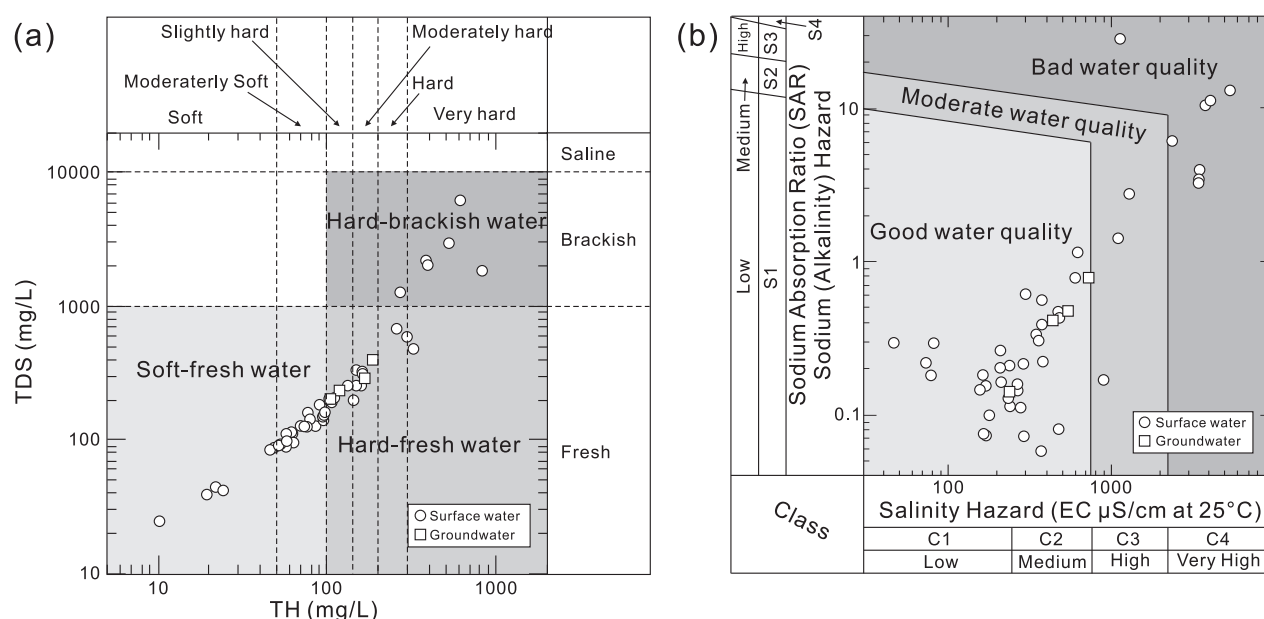 (a)
Slightly hard
Moderately hard
Moderaterly Soft
Hard
Soft
Very hard
Saline
10000
Hard-brackish water
Brackish
1000
TDS (mg/L)
Soft-fresh water
Hard-fresh water
100
Fresh
Surface water
Groundwater
10
10
100
1000
TH (mg/L)
(b)
High
S3
S4
S2
Medium
Low
S1
Sodium Absorption Ratio (SAR)
Sodium (Alkalinity) Hazard
Bad water quality
10
Moderate water quality
Good water quality
1
0.1
Surface water
Groundwater
100
1000
Class
Salinity Hazard (EC μS/cm at 25°C)
C1
C2
C3
C4
Low
Medium
High
Very High